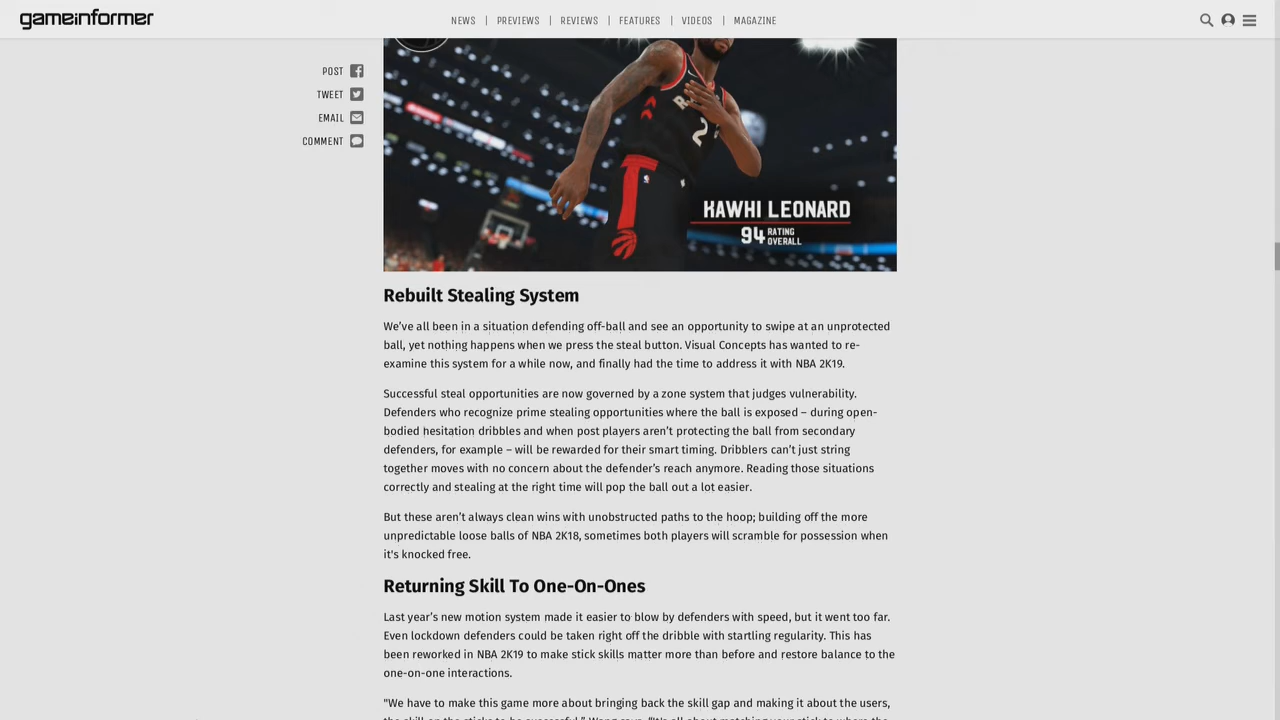 gameinformer
NEWS
PREVIEWS
REVIEWS
FEATURES
VIDEOS
MAGAZINE
POST
TWEET
EMAIL
COMMENT
2
KAWHI LEONARD
94 RATING OVERALL
Rebuilt Stealing System
We've all been in a situation defending off-ball and see an opportunity to swipe at an unprotected
ball, yet nothing happens when we press the steal button. Visual Concepts has wanted to re-
examine this system for a while now, and finally had the time to address it with NBA 2K19.
Successful steal opportunities are now governed by a zone system that judges vulnerability.
Defenders who recognize prime stealing opportunities where the ball is exposed – during open-
bodied hesitation dribbles and when post players aren't protecting the ball from secondary
defenders, for example – will be rewarded for their smart timing. Dribblers can't just string
together moves with no concern about the defender's reach anymore. Reading those situations
correctly and stealing at the right time will pop the ball out a lot easier.
But these aren't always clean wins with unobstructed paths to the hoop; building off the more
unpredictable loose balls of NBA 2K18, sometimes both players will scramble for possession when
it's knocked free.
Returning Skill To One-On-Ones
Last year's new motion system made it easier to blow by defenders with speed, but it went too far.
Even lockdown defenders could be taken right off the dribble with startling regularity. This has
been reworked in NBA 2K19 to make stick skills matter more than before and restore balance to the
one-on-one interactions.
"We have to make this game more about bringing back the skill gap and making it about the users,